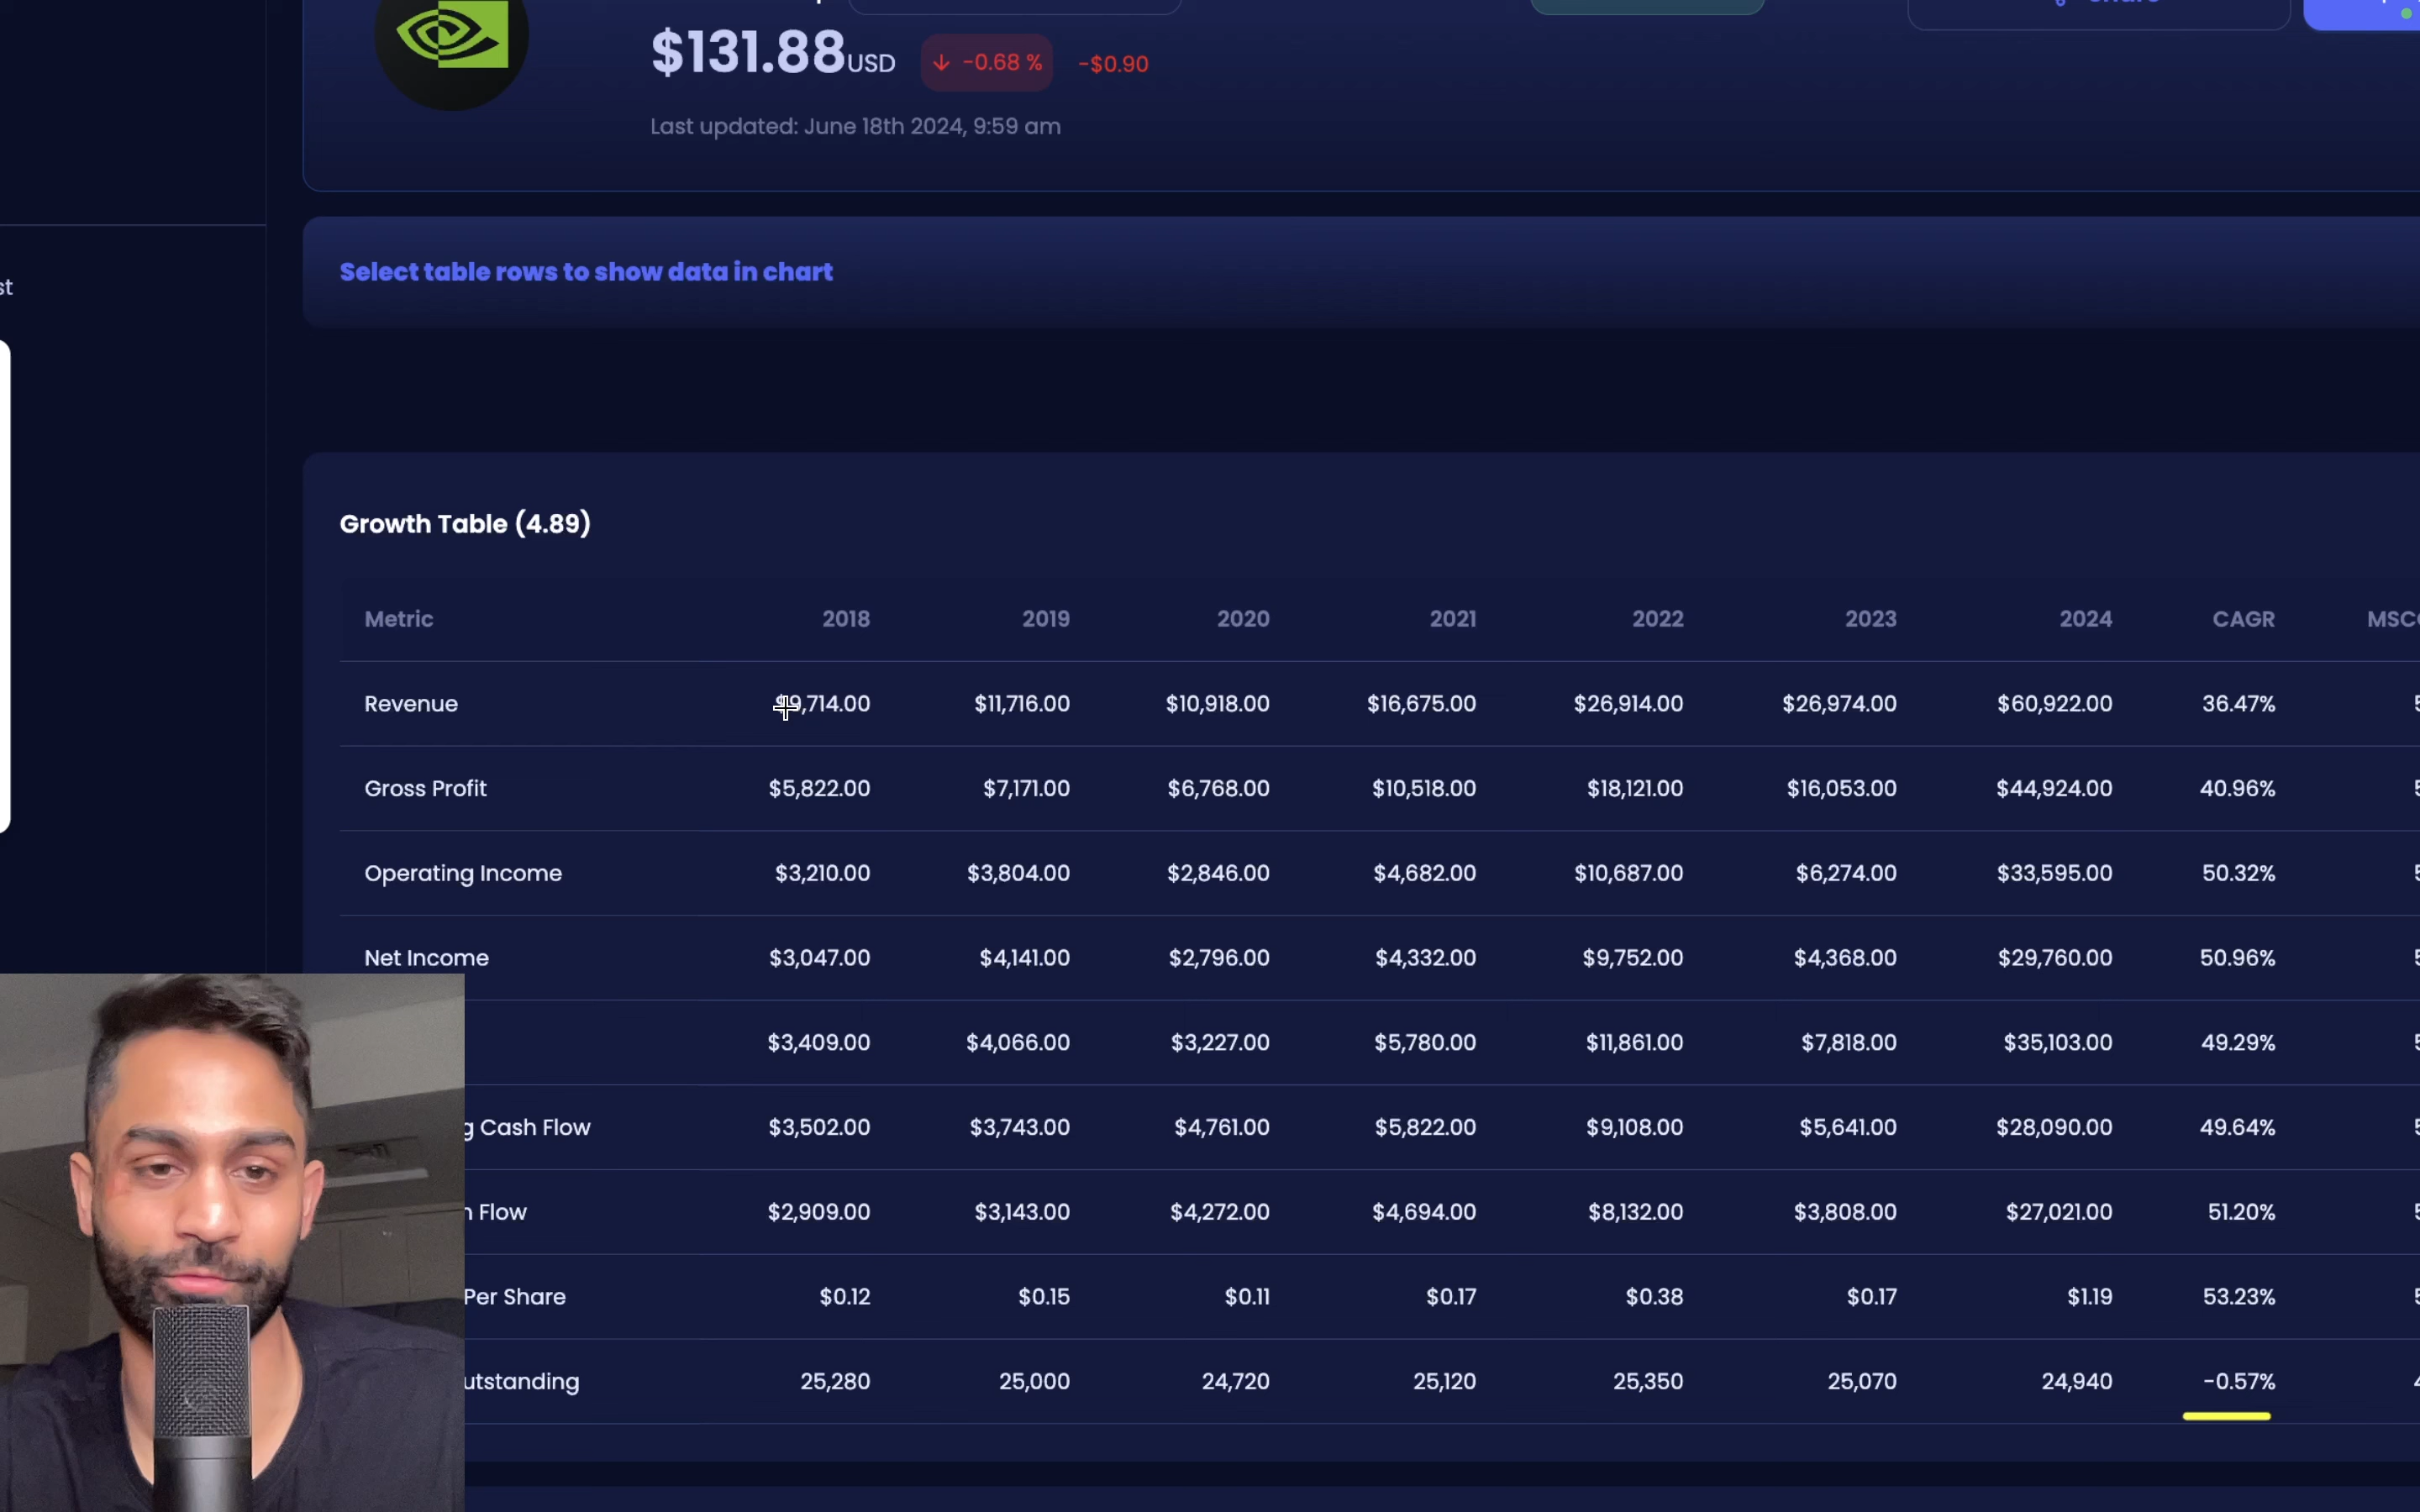 $131.88USD ↓ -0.68 % -$0.90
Last updated: June 18th 2024, 9:59 am
st
Select table rows to show data in chart
Growth Table (4.89)
Metric 2018 2019 2020 2021 2022 2023 2024 CAGR
Revenue $9,714.00 $11,716.00 $10,918.00 $16,675.00 $26,914.00 $26,974.00 $60,922.00 36.47%
Gross Profit $5,822.00 $7,171.00 $6,768.00 $10,518.00 $18,121.00 $16,053.00 $44,924.00 40.96%
Operating Income $3,210.00 $3,804.00 $2,846.00 $4,682.00 $10,687.00 $6,274.00 $33,595.00 50.32%
Net Income $3,047.00 $4,141.00 $2,796.00 $4,332.00 $9,752.00 $4,368.00 $29,760.00 50.96%
$3,409.00 $4,066.00 $3,227.00 $5,780.00 $11,861.00 $7,818.00 $35,103.00 49.29%
g Cash Flow $3,502.00 $3,743.00 $4,761.00 $5,822.00 $9,108.00 $5,641.00 $28,090.00 49.64%
Flow $2,909.00 $3,143.00 $4,272.00 $4,694.00 $8,132.00 $3,808.00 $27,021.00 51.20%
Per Share $0.12 $0.15 $0.11 $0.17 $0.38 $0.17 $1.19 53.23%
utstanding 25,280 25,000 24,720 25,120 25,350 25,070 24,940 -0.57%